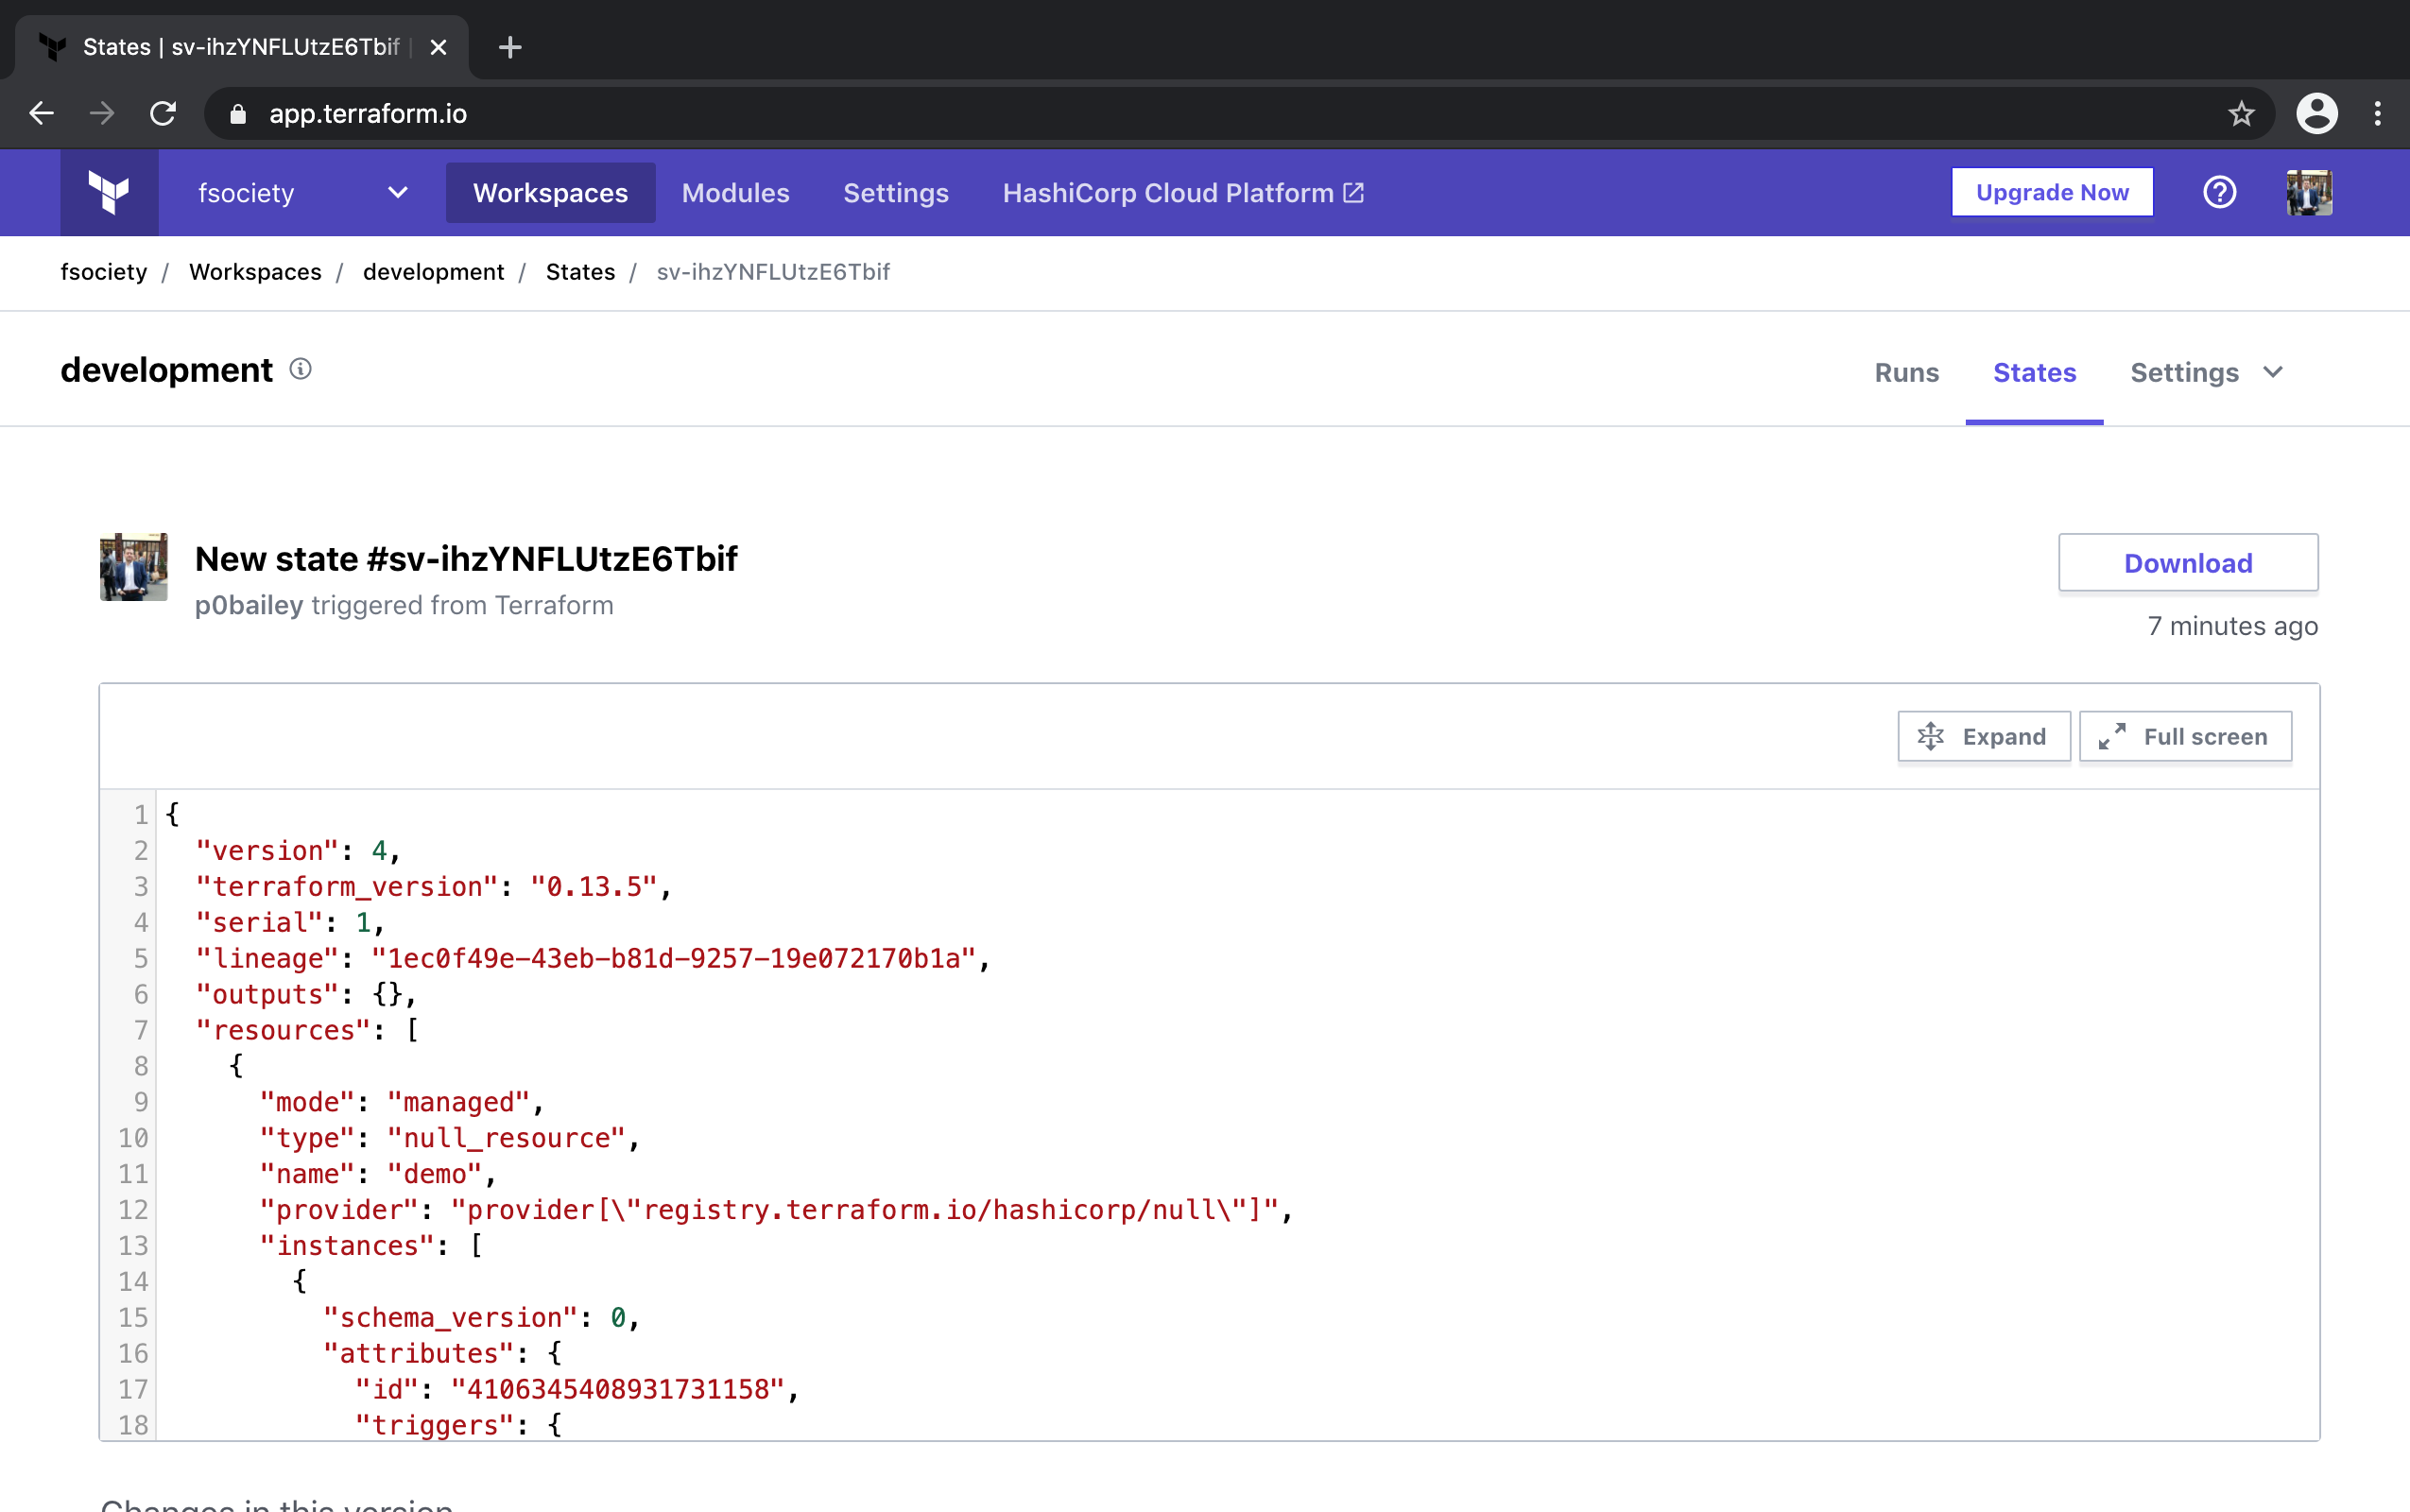 States | sv-ihzYNFLUtzE6Tbif
app.terraform.io
fsociety Workspaces Modules Settings HashiCorp Cloud Platform Upgrade Now
fsociety / Workspaces / development / States / sv-ihzYNFLUtzE6Tbif
development
Runs States Settings
New state #sv-ihzYNFLUtzE6Tbif
Download
p0bailey triggered from Terraform
7 minutes ago
Expand Full screen
1 {
2 "version": 4,
3 "terraform_version": "0.13.5",
4 "serial": 1,
5 "lineage": "1ec0f49e-43eb-b81d-9257-19e072170b1a",
6 "outputs": {},
7 "resources": [
8 {
9 "mode": "managed",
10 "type": "null_resource",
11 "name": "demo",
12 "provider": "provider[\"registry.terraform.io/hashicorp/null\"]",
13 "instances": [
14 {
15 "schema_version": 0,
16 "attributes": {
17 "id": "4106345408931731158",
18 "triggers": {
Changes in this version